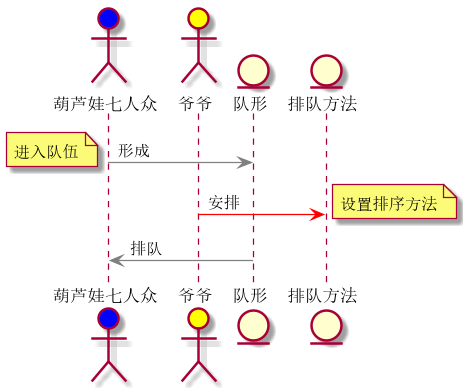 葫芦娃七人众 爷爷 队形 排队方法
进入队伍
形成
安排
设置排序方法
排队
葫芦娃七人众 爷爷 队形 排队方法